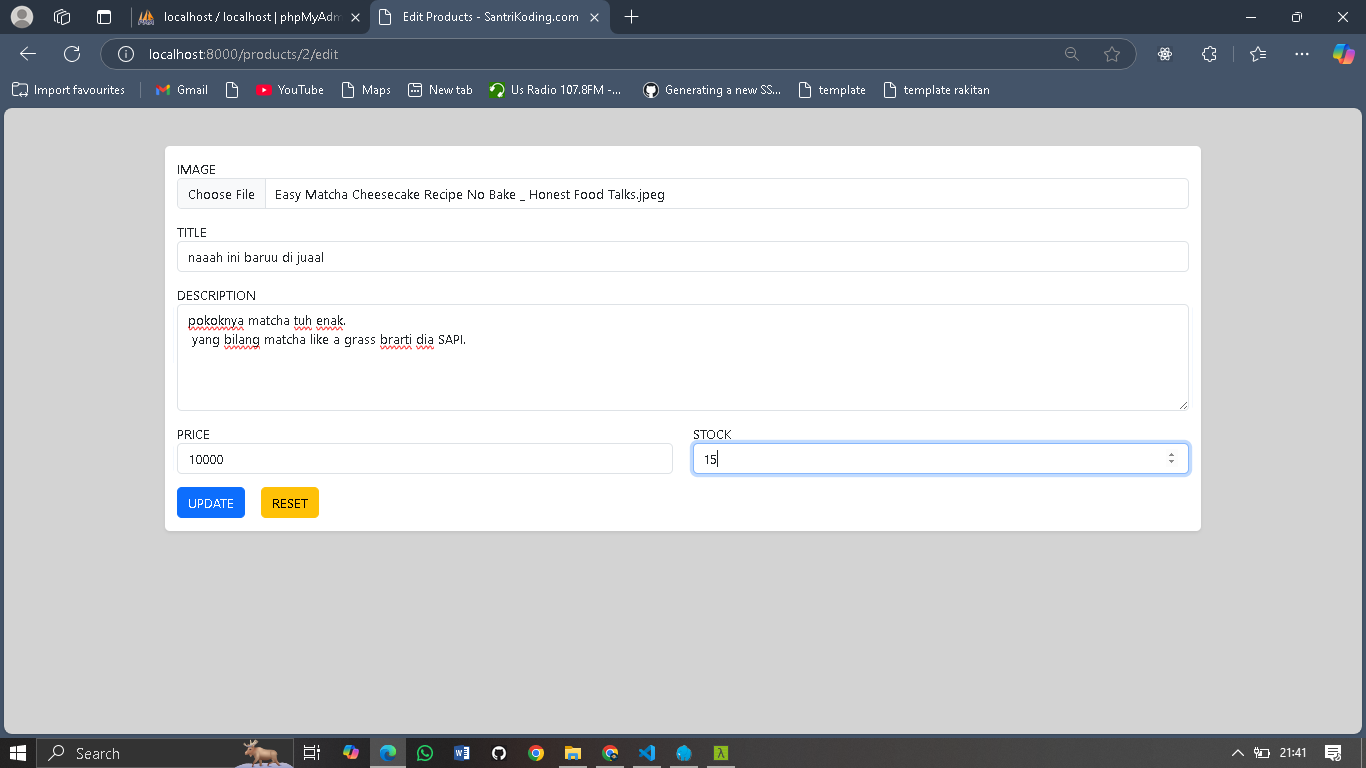 localhost / localhost | phpMyAdm
Edit Products - SantriKoding.com
localhost:8000/products/2/edit
Import favourites
Gmail
YouTube
Maps
New tab
Us Radio 107.8FM -...
Generating a new SS...
template
template rakitan
IMAGE
Choose File
Easy Matcha Cheesecake Recipe No Bake _ Honest Food Talks.jpeg
TITLE
naaah ini baruu di juaal
DESCRIPTION
pokoknya matcha tuh enak.
yang bilang matcha like a grass brarti dia SAPI.
PRICE
STOCK
10000
15
UPDATE
RESET
Search
21:41